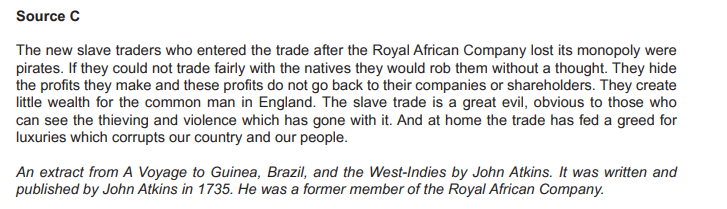 Source C
The new slave traders who entered the trade after the Royal African Company lost its monopoly were
pirates. If they could not trade fairly with the natives they would rob them without a thought. They hide
the profits they make and these profits do not go back to their companies or shareholders. They create
little wealth for the common man in England. The slave trade is a great evil, obvious to those who
can see the thieving and violence which has gone with it. And at home the trade has fed a greed for
luxuries which corrupts our country and our people.
An extract from A Voyage to Guinea, Brazil, and the West-Indies by John Atkins. It was written and
published by John Atkins in 1735. He was a former member of the Royal African Company.